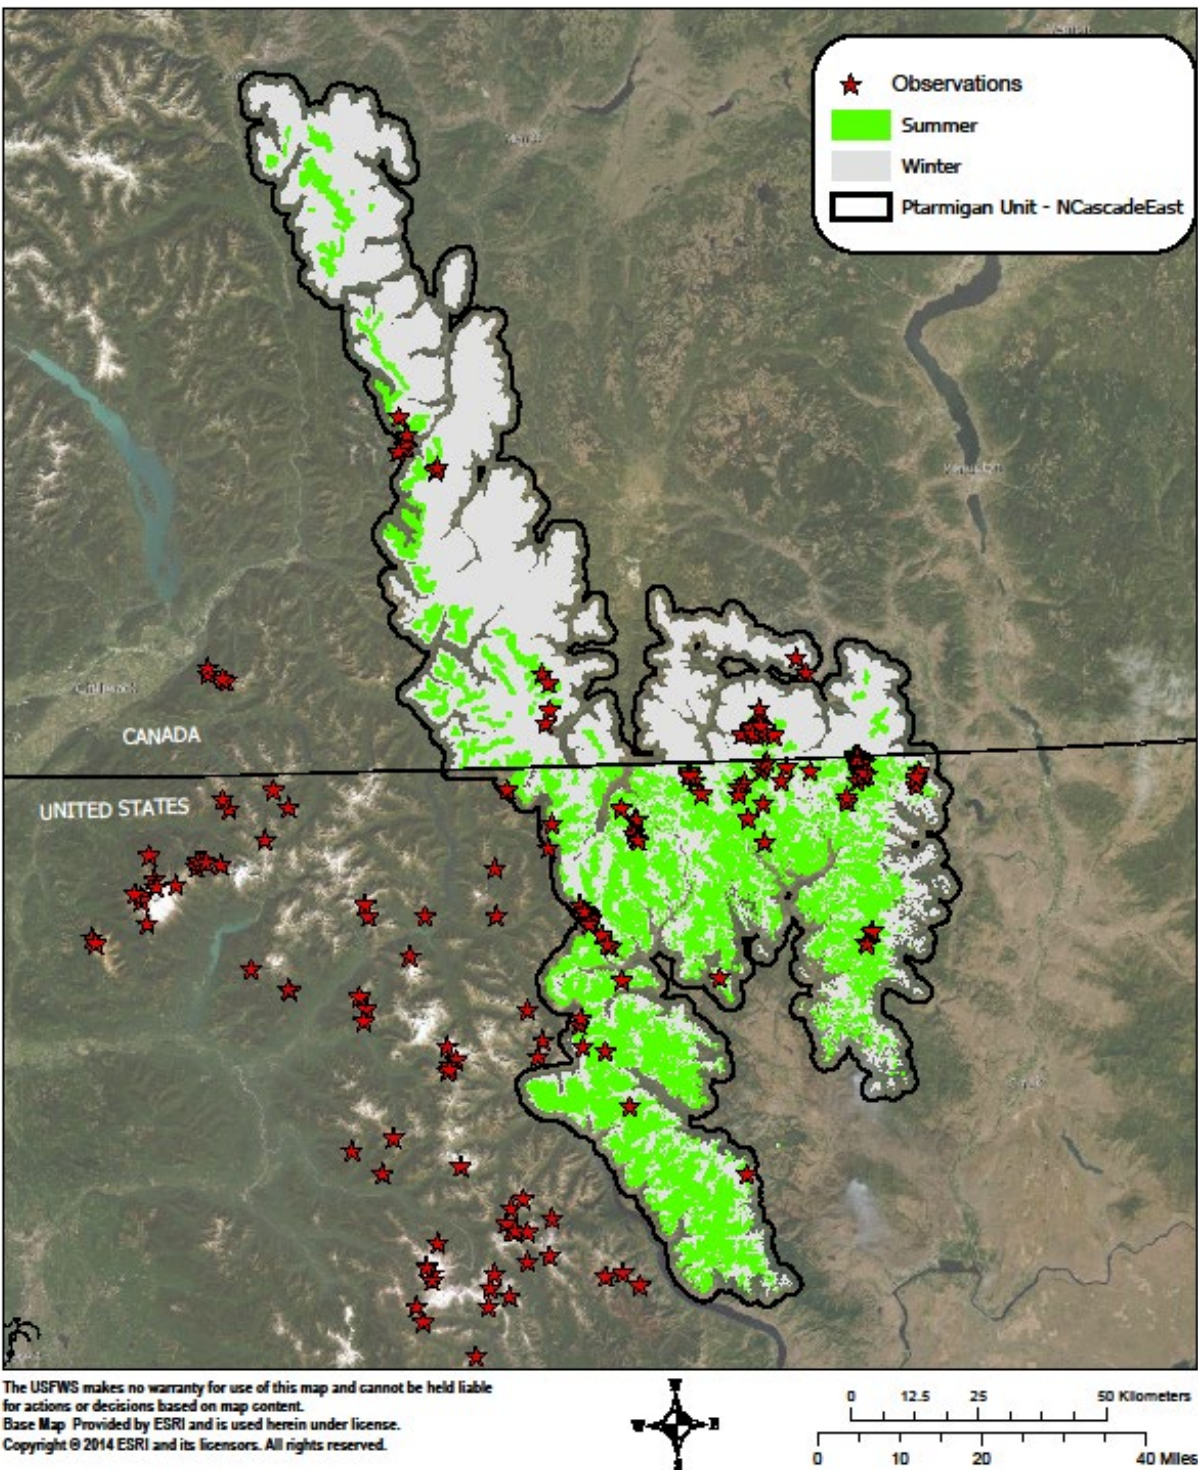 Observations
Summer
Winter
Ptarmigan Unit - NCascadeEast
CANADA
UNITED STATES
The USFWS makes no warranty for use of this map and cannot be held liable
for actions or decisions based on map content.
Base Map Provided by ESRI and is used herein under license.
Copyright © 2014 ESRI and its licensors. All rights reserved.
0 12.5 25 50 Kilometers
0 10 20 40 Miles